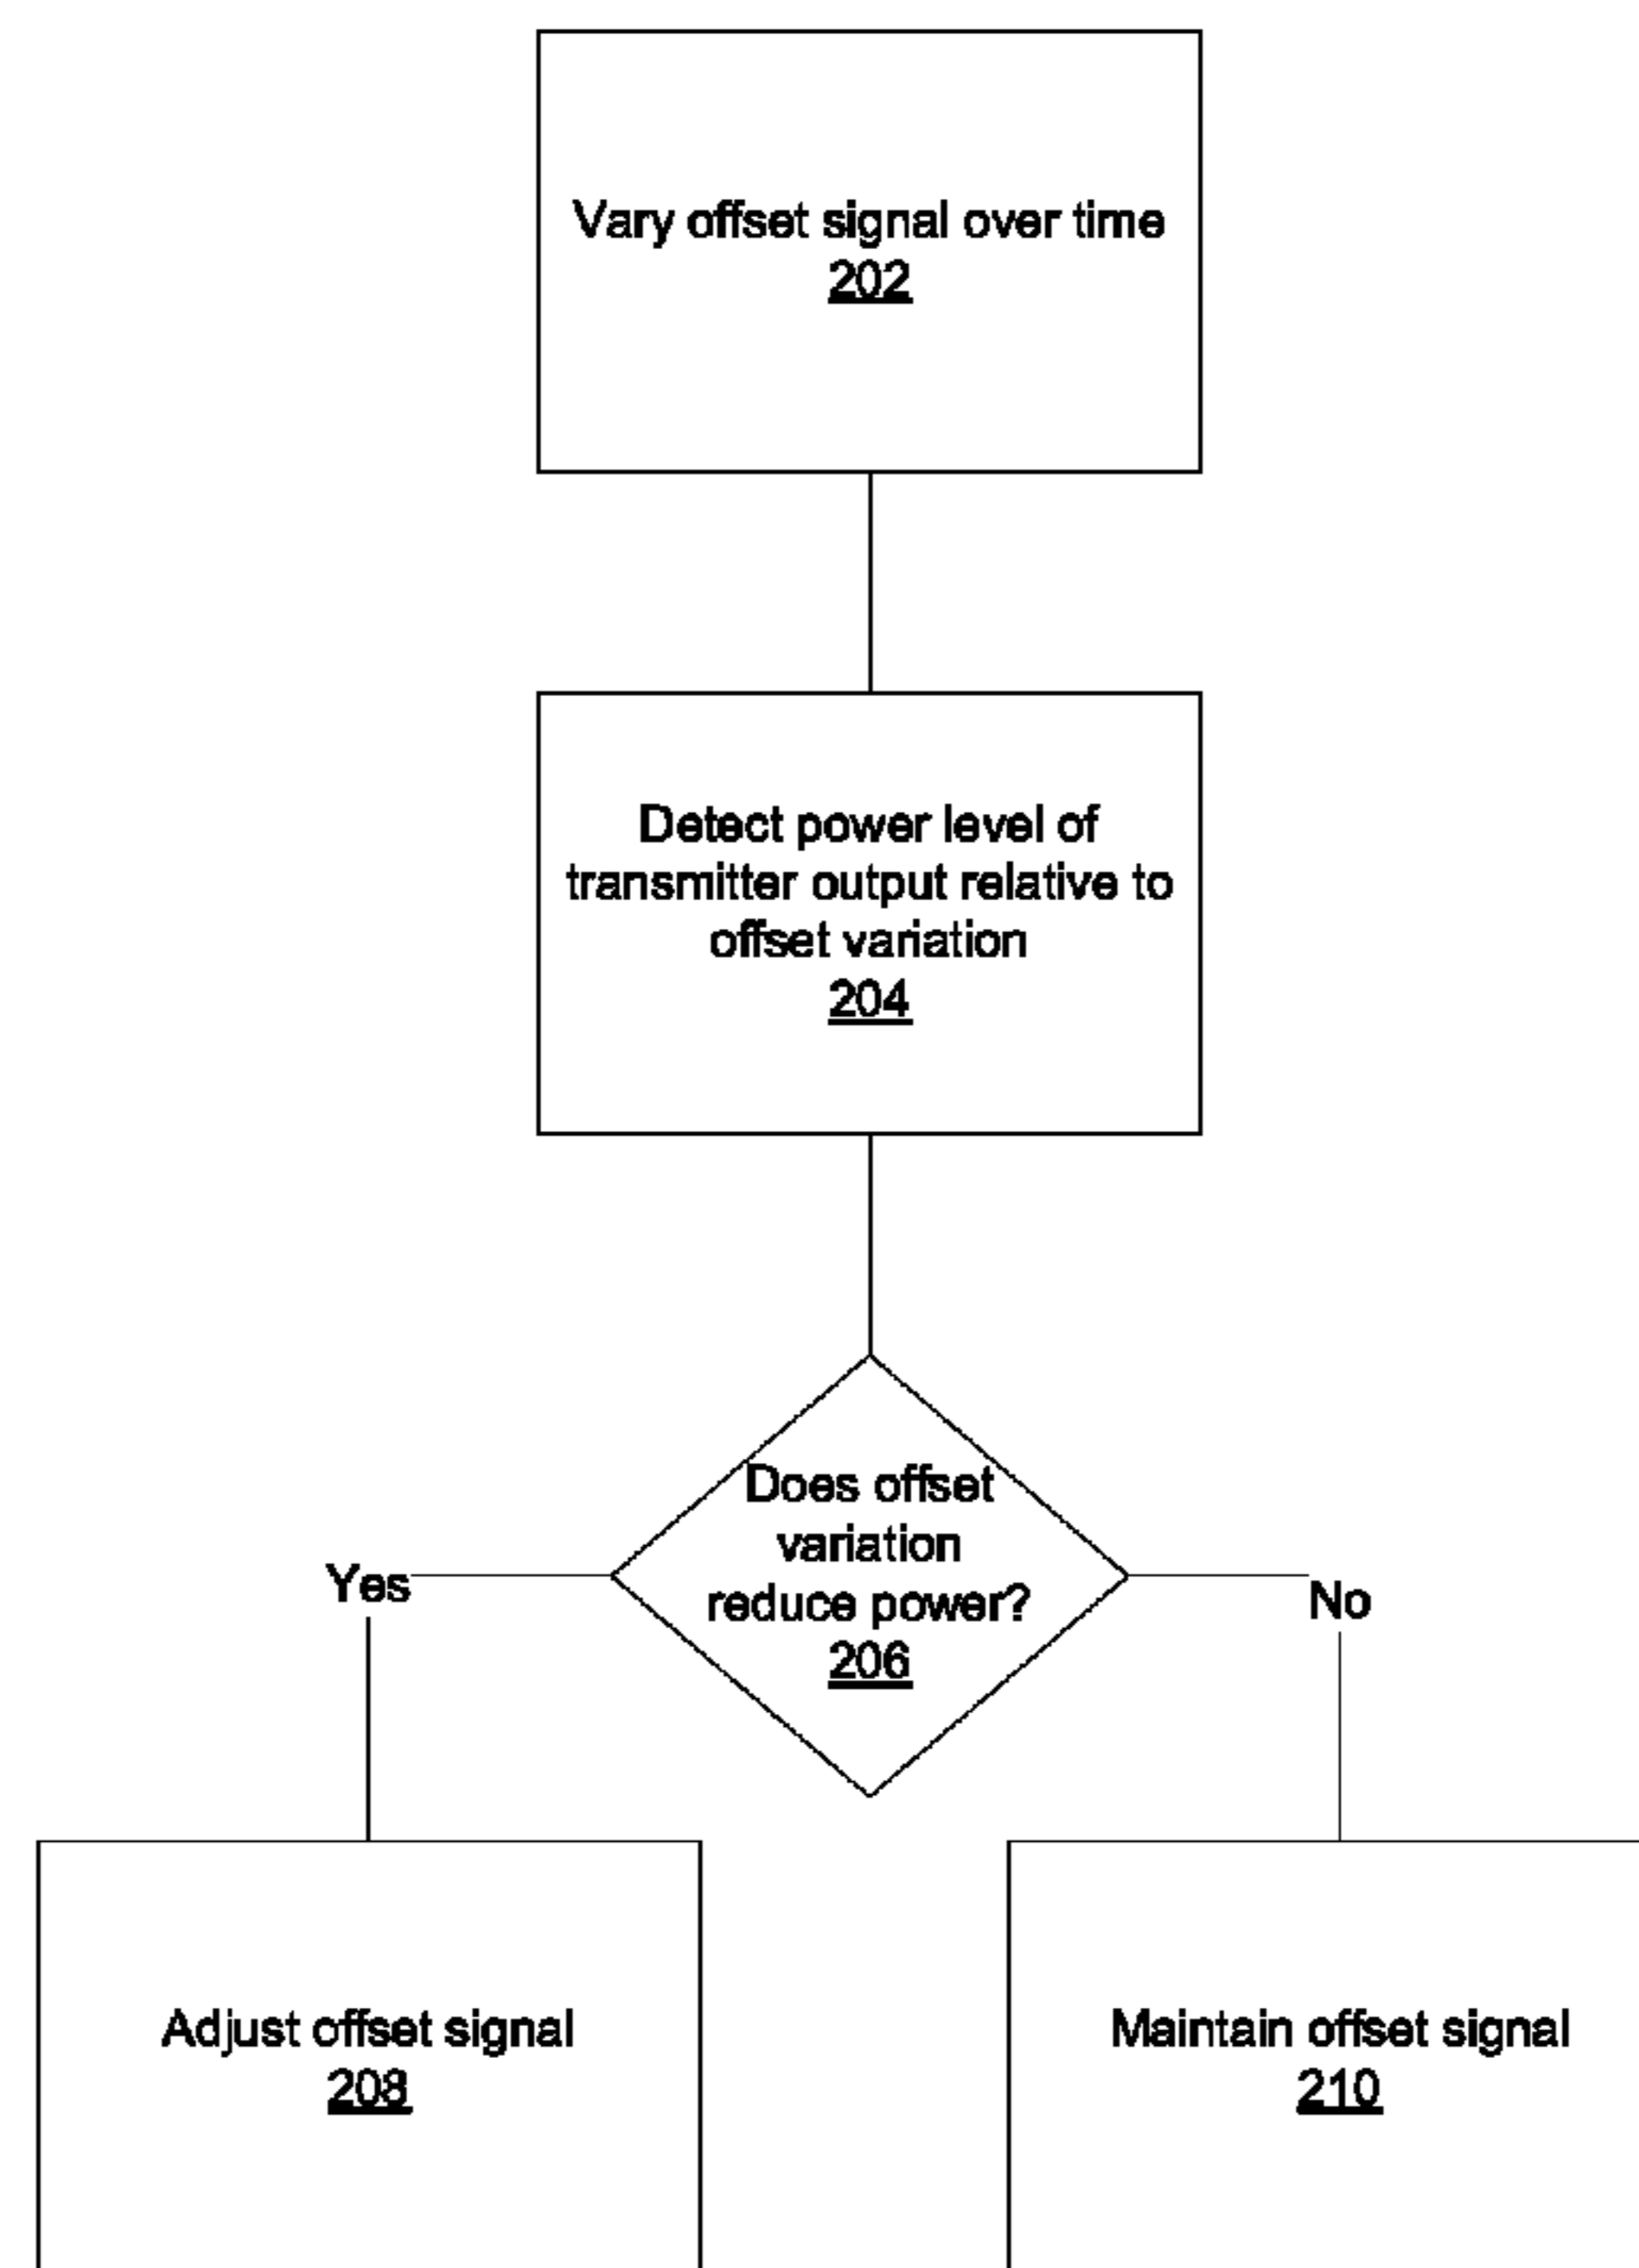 Vary offset signal over time
202
Detect power level of
transmitter output relative to
offset variation
204
Does offset
variation
reduce power?
206
Yes
No
Adjust offset signal
208
Maintain offset signal
210